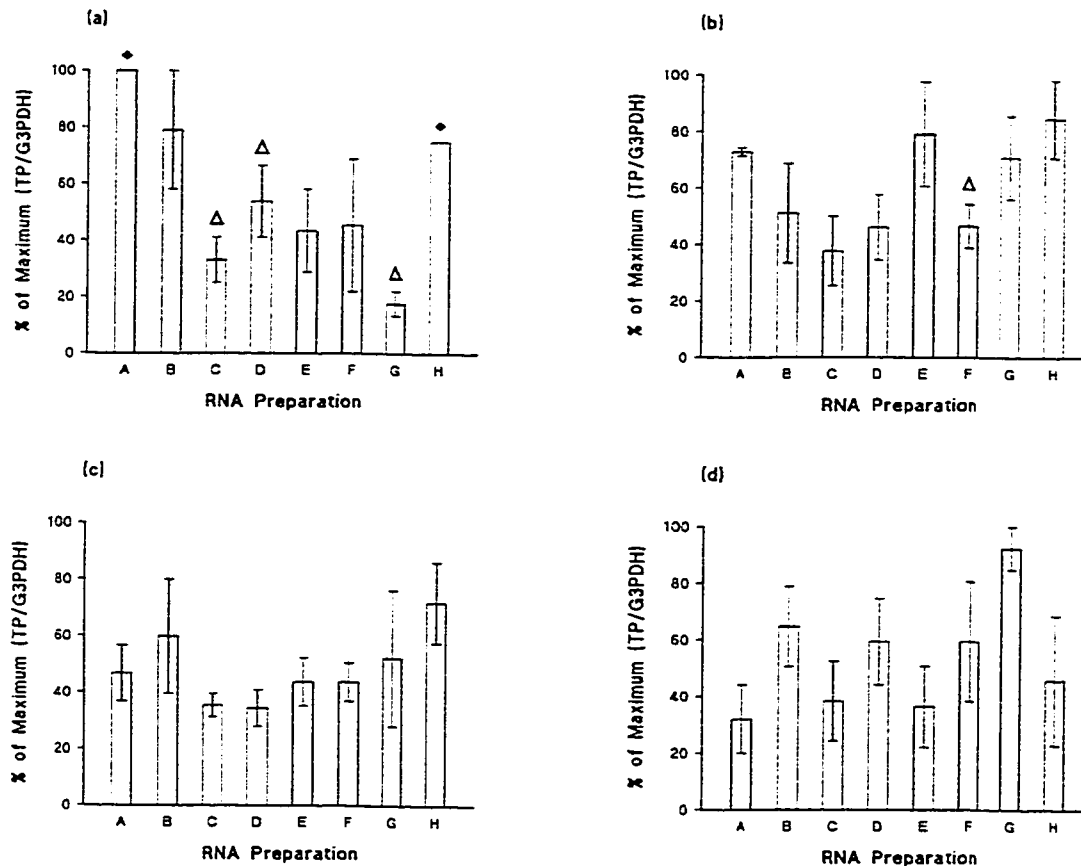 (a)
% of Maximum (TP/G3PDH)
100
80
60
40
20
0
A B C D E F G H
RNA Preparation
(b)
% of Maximum (TP/G3PDH)
100
80
60
40
20
0
A B C D E F G H
RNA Preparation
(c)
% of Maximum (TP/G3PDH)
100
80
60
40
20
0
A B C D E F G H
RNA Preparation
(d)
% of Maximum (TP/G3PDH)
100
80
60
40
20
0
A B C D E F G H
RNA Preparation